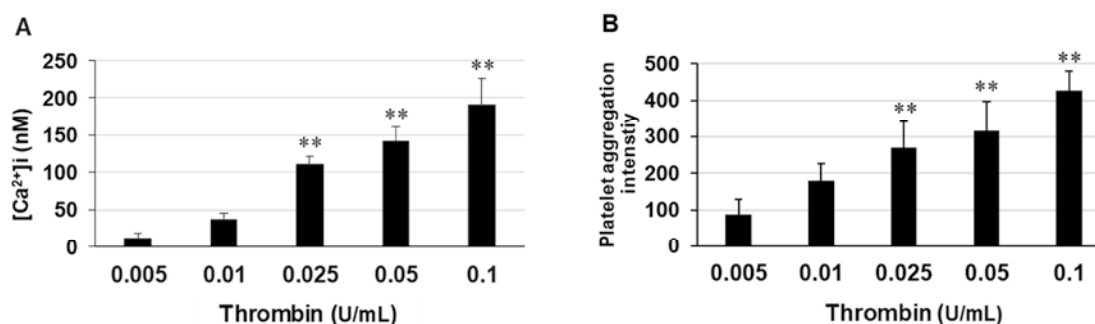 A
[Ca²⁺]i (nM)
250
200
150
100
50
0
**
**
**
0.005 0.01 0.025 0.05 0.1
Thrombin (U/mL)
B
Platelet aggregation
intenstiy
500
400
300
200
100
0
**
**
**
0.005 0.01 0.025 0.05 0.1
Thrombin (U/mL)